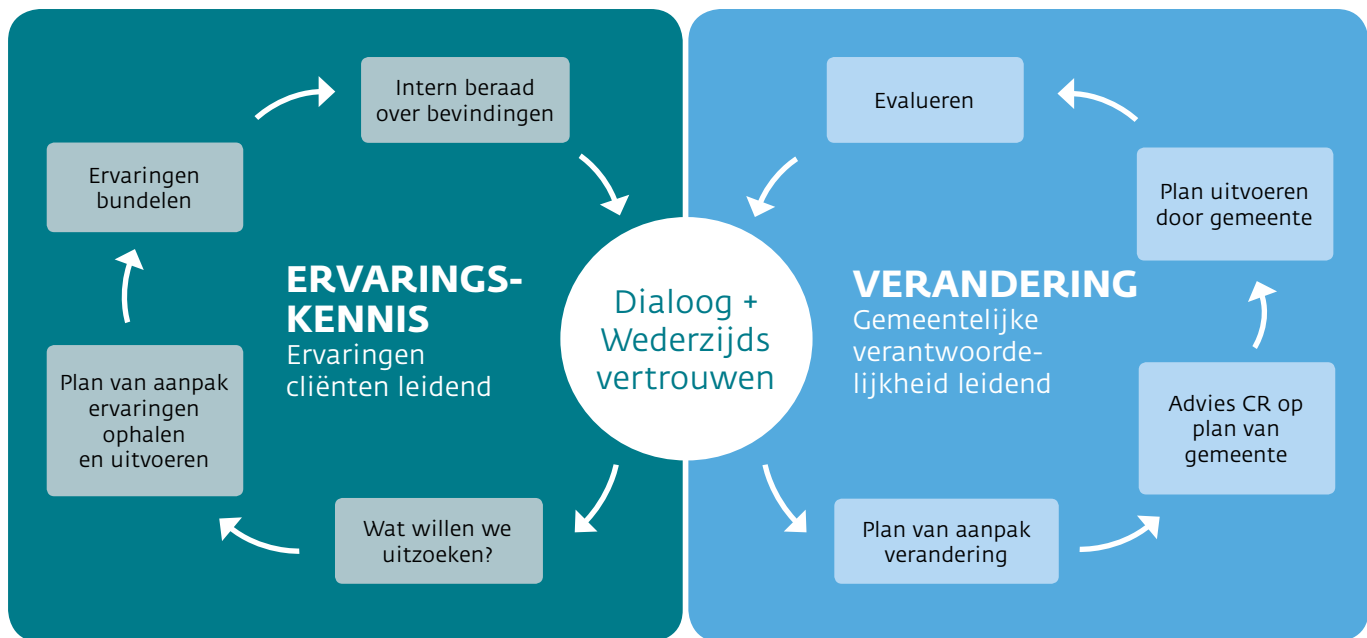 Intern beraad
over bevindingen
Ervaringen
bundelen
ERVARINGS-
KENNIS
Ervaringen
cliënten leidend
Plan van aanpak
ervaringen
ophalen
en uitvoeren
Wat willen we
uitzoeken?
Dialoog +
Wederzijds
vertrouwen
Evalueren
Plan uitvoeren
door gemeente
VERANDERING
Gemeentelijke
verantwoorde-
lijkheid leidend
Advies CR op
plan van
gemeente
Plan van aanpak
verandering